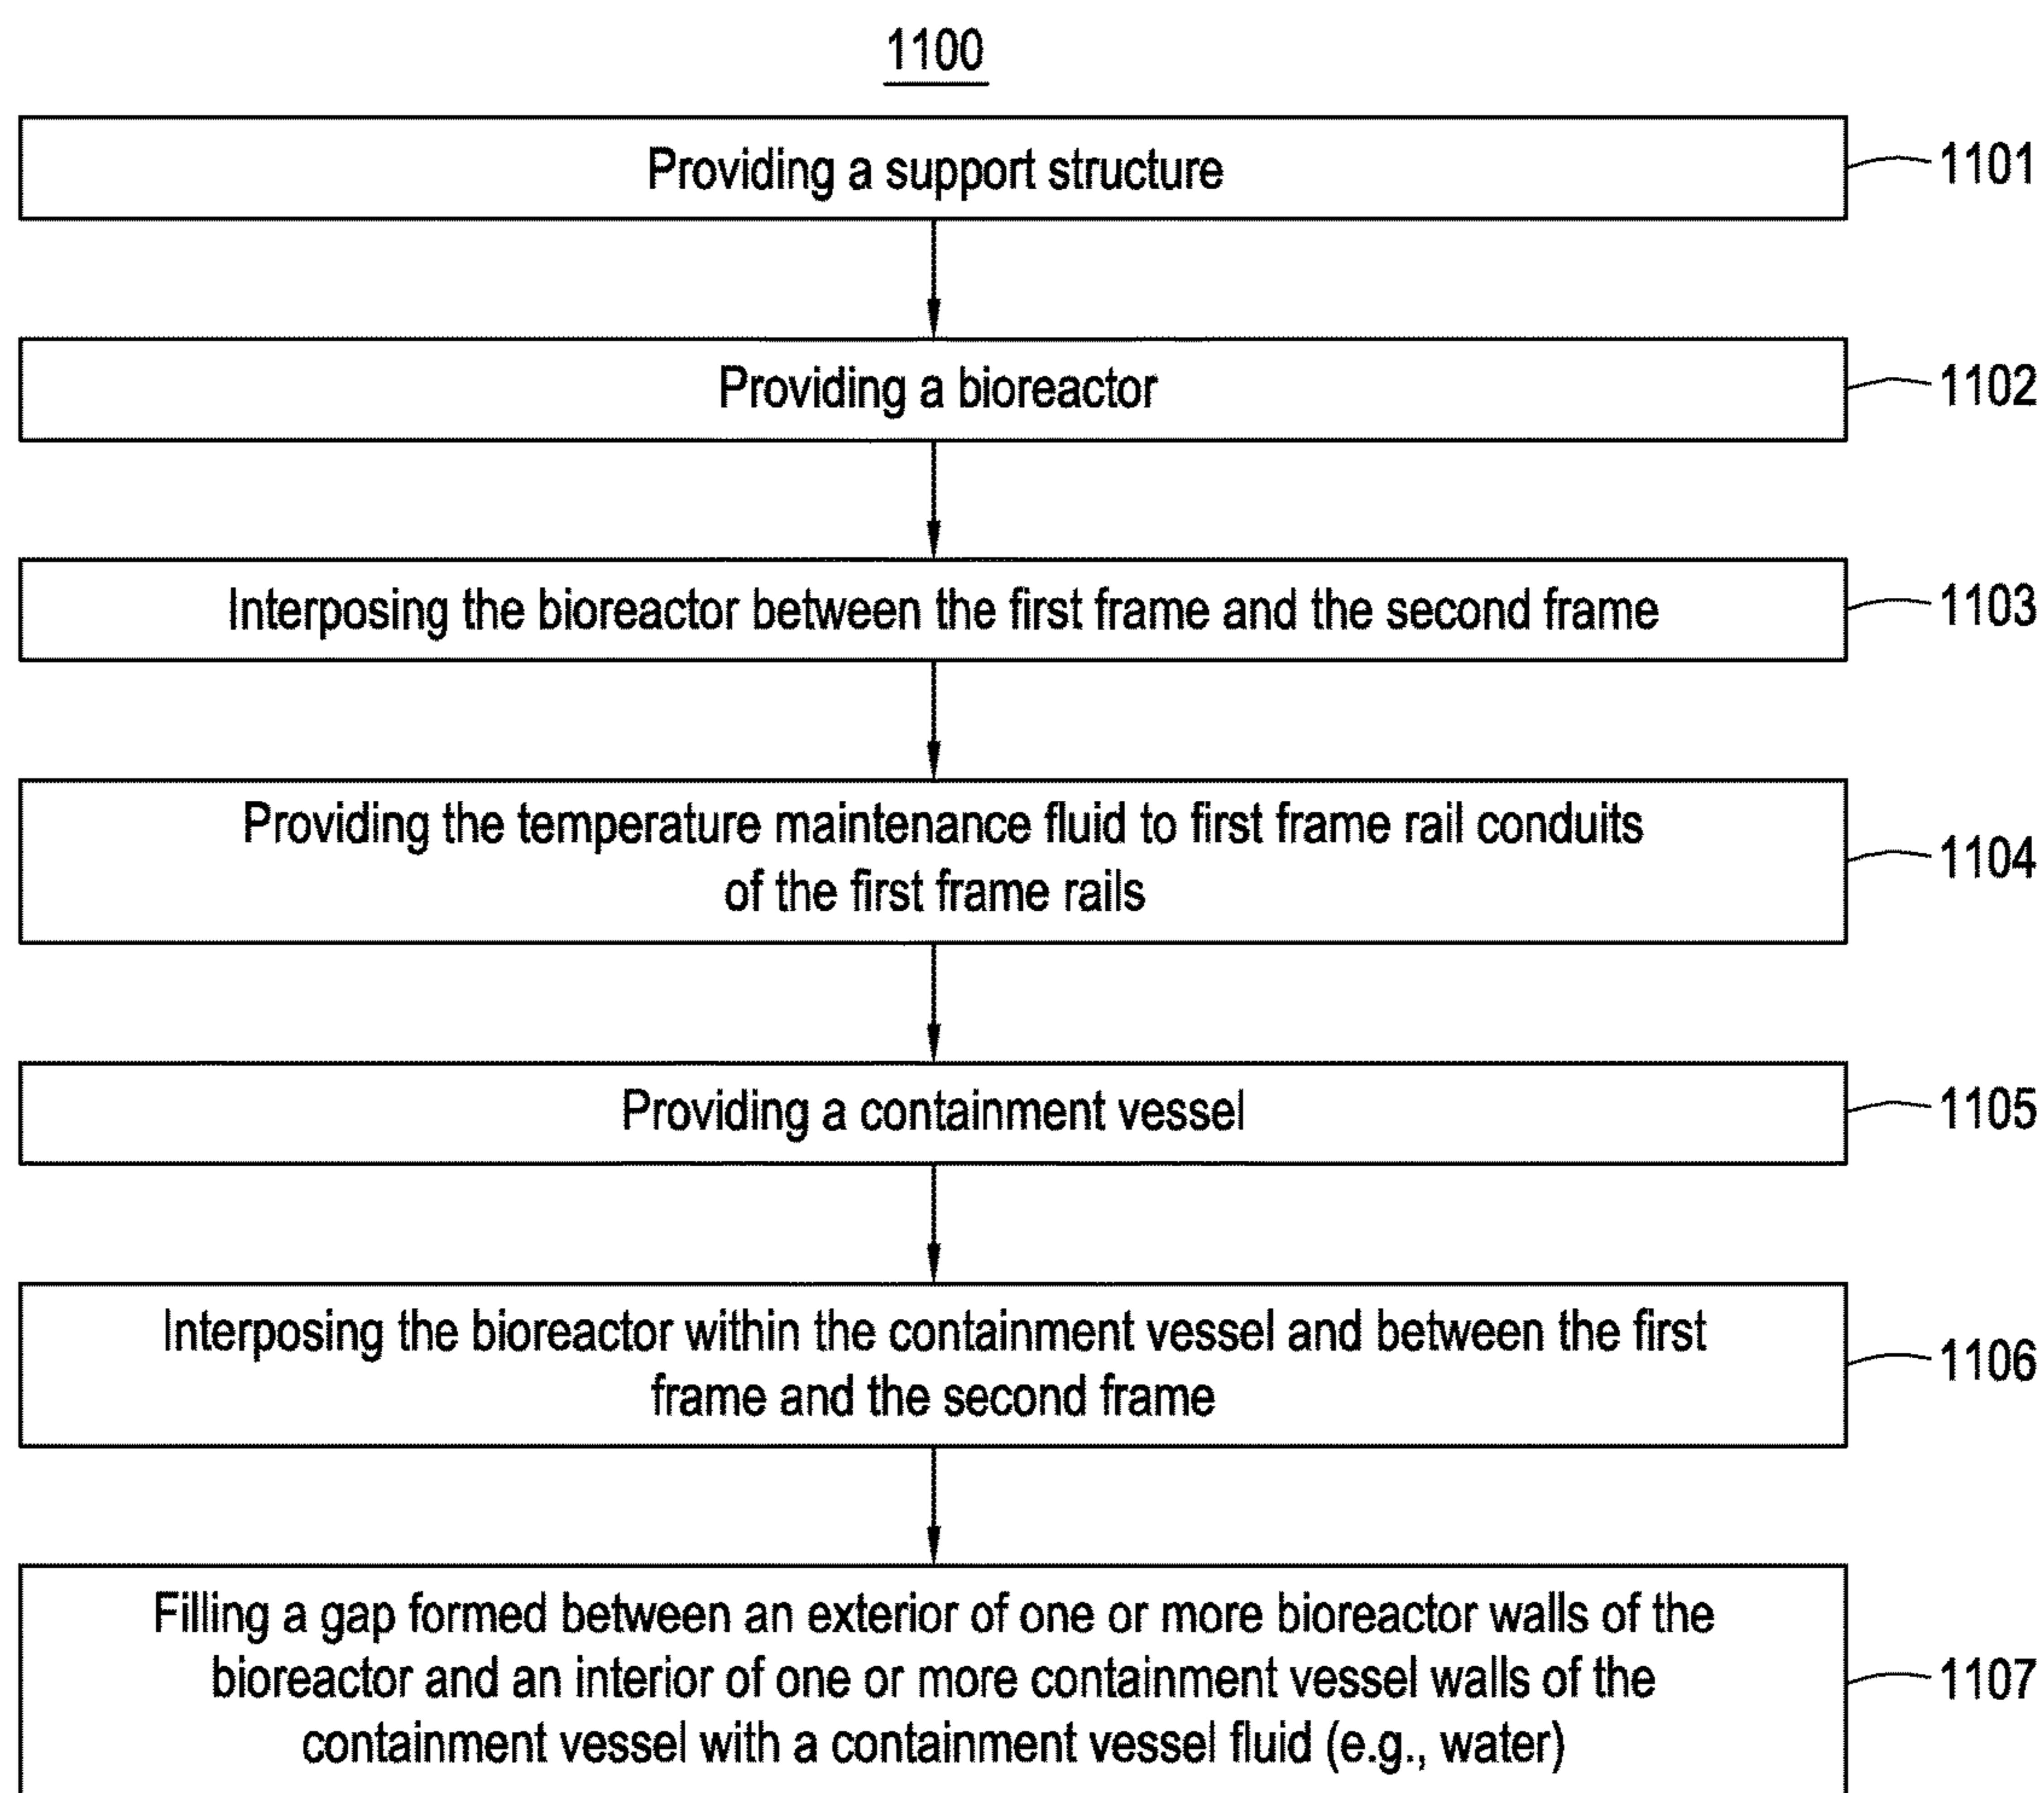 1100
Providing a support structure
1101
Providing a bioreactor
1102
Interposing the bioreactor between the first frame and the second frame
1103
Providing the temperature maintenance fluid to first frame rail conduits
of the first frame rails
1104
Providing a containment vessel
1105
Interposing the bioreactor within the containment vessel and between the first
frame and the second frame
1106
Filling a gap formed between an exterior of one or more bioreactor walls of the
bioreactor and an interior of one or more containment vessel walls of the
containment vessel with a containment vessel fluid (e.g., water)
1107